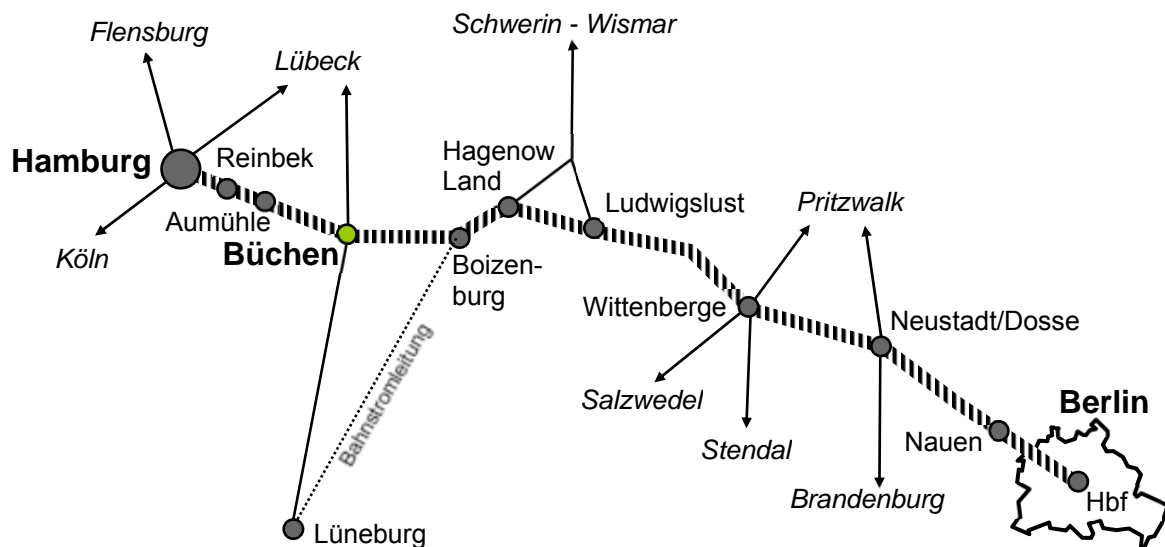 Schwerin - Wismar
Flensburg
Lübeck
Hamburg
Reinbek
Hagenow
Land
Aumühle
Ludwigslust
Pritzwalk
Köln
Büchen
Boizen-
burg
Wittenberge
Neustadt/Dosse
Bahnstromleitung
Salzwedel
Berlin
Stendal
Nauen
Brandenburg
Hbf
Lüneburg